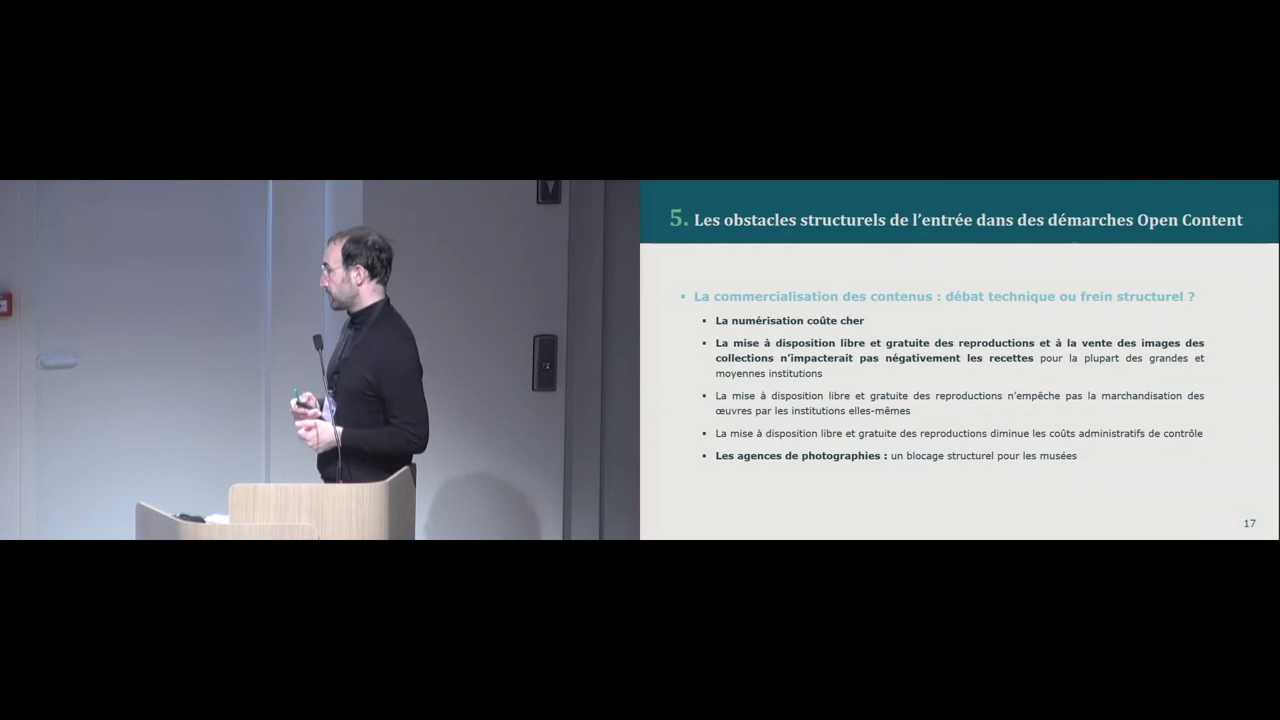 5. Les obstacles structurels de l’entrée dans des démarches Open Content
▪ La commercialisation des contenus : débat technique ou frein structurel ?
▪ La numérisation coûte cher
▪ La mise à disposition libre et gratuite des reproductions et à la vente des images des
collections n’impacterait pas négativement les recettes pour la plupart des grandes et
moyennes institutions
▪ La mise à disposition libre et gratuite des reproductions n’empêche pas la marchandisation des
œuvres par les institutions elles-mêmes
▪ La mise à disposition libre et gratuite des reproductions diminue les coûts administratifs de contrôle
▪ Les agences de photographies : un blocage structurel pour les musées
17